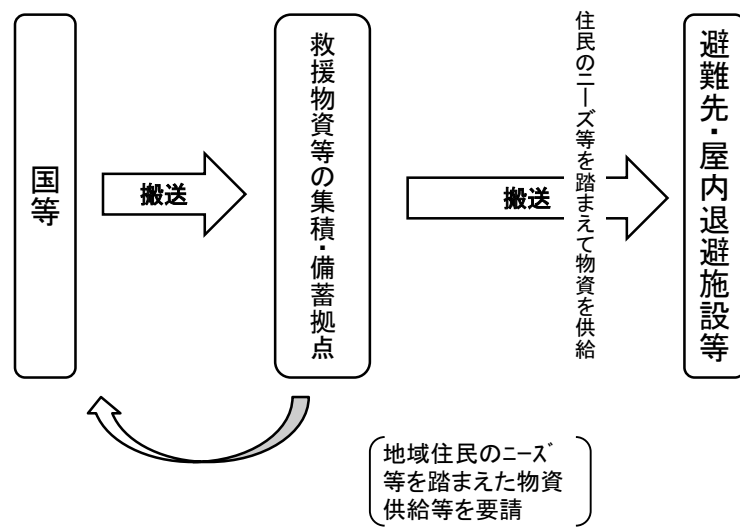 国等
搬送
救援物資等の集積・備蓄拠点
搬送
住民のニーズ等を踏まえて物資を供給
避難先・屋内退避施設等
地域住民のニーズ
等を踏まえた物資
供給等を要請